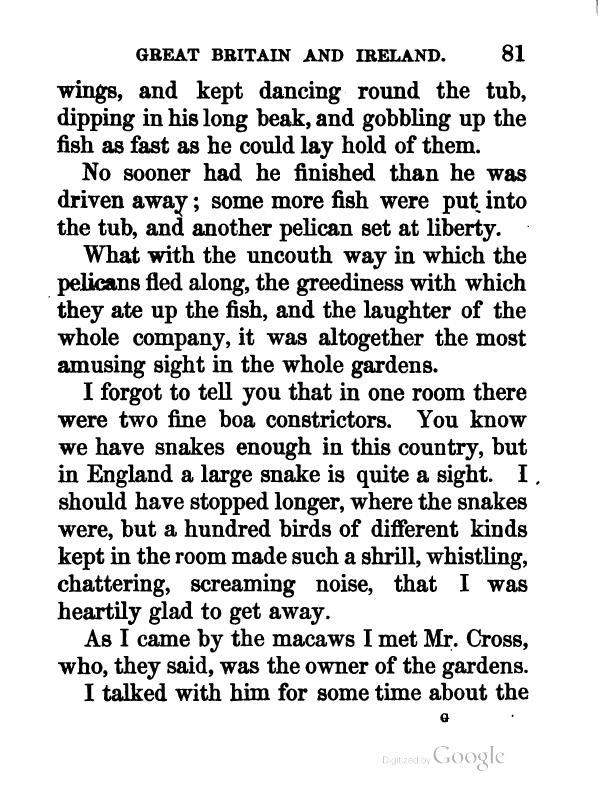 GREAT BRITAIN AND IRELAND. 81
wings, and kept dancing round the tub,
dipping in his long beak, and gobbling up the
fish as fast as he could lay hold of them.
No sooner had he finished than he was
driven away; some more fish were put into
the tub, and another pelican set at liberty.
What with the uncouth way in which the
pelicans fled along, the greediness with which
they ate up the fish, and the laughter of the
whole company, it was altogether the most
amusing sight in the whole gardens.
I forgot to tell you that in one room there
were two fine boa constrictors. You know
we have snakes enough in this country, but
in England a large snake is quite a sight. I
should have stopped longer, where the snakes
were, but a hundred birds of different kinds
kept in the room made such a shrill, whistling,
chattering, screaming noise, that I was
heartily glad to get away.
As I came by the macaws I met Mr. Cross,
who, they said, was the owner of the gardens.
I talked with him for some time about the
G
Digitized by Google